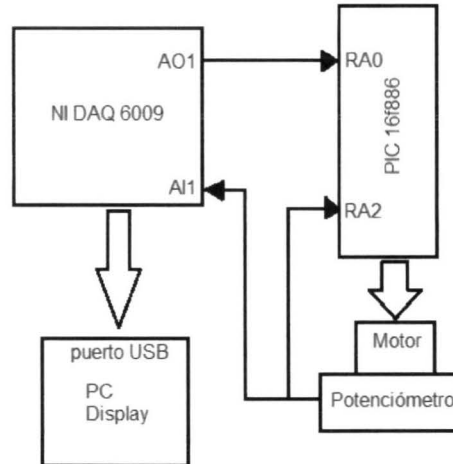 AO1
RA0
NI DAQ 6009
PIC 16f886
AI1
RA2
puerto USB
PC
Display
Motor
Potenciómetro